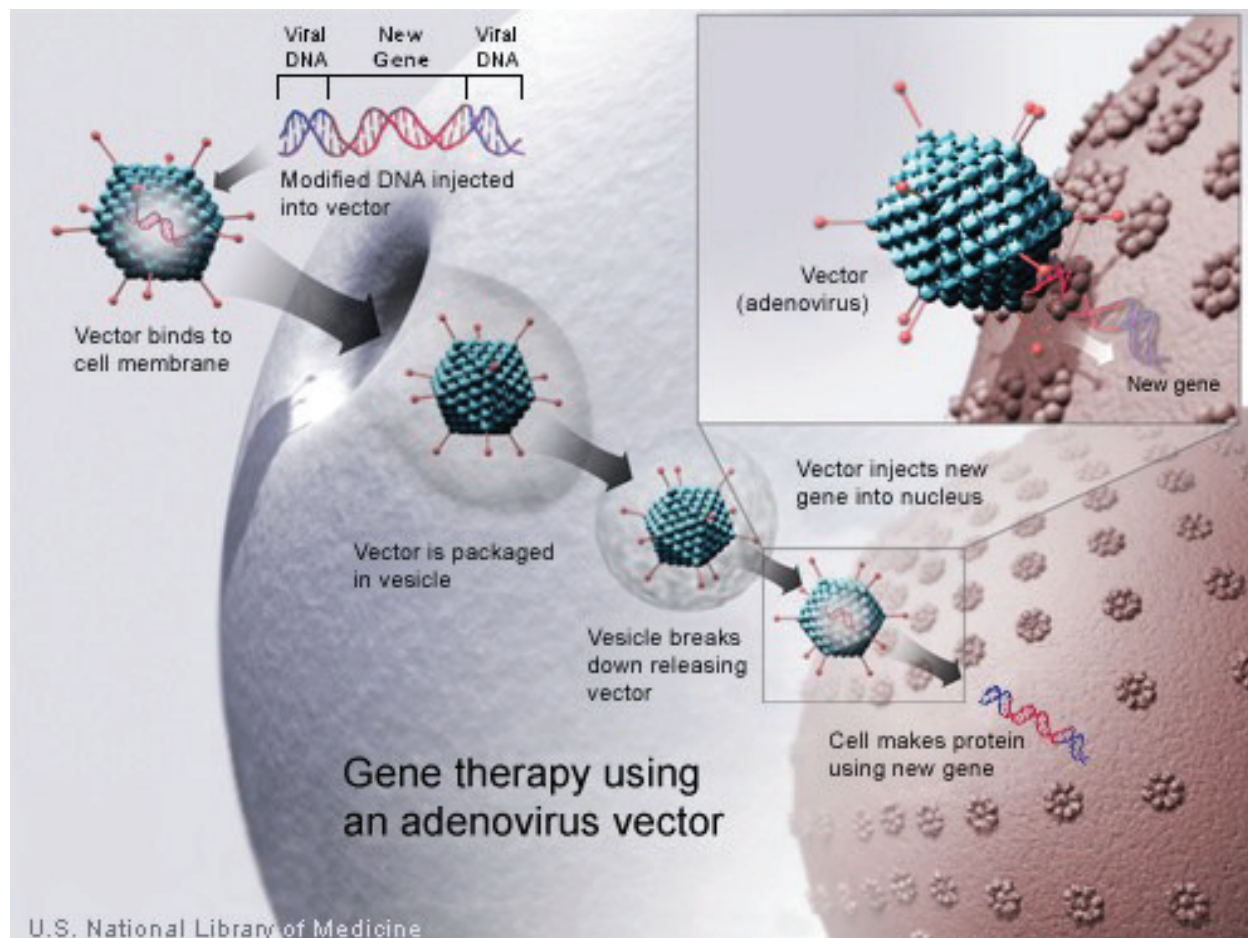 Viral
DNA
New
Gene
Viral
DNA
Modified DNA injected
into vector
Vector binds to
cell membrane
Vector is packaged
in vesicle
Vesicle breaks
down releasing
vector
Vector
(adenovirus)
New gene
Vector injects new
gene into nucleus
Cell makes protein
using new gene
Gene therapy using
an adenovirus vector
U.S. National Library of Medicine